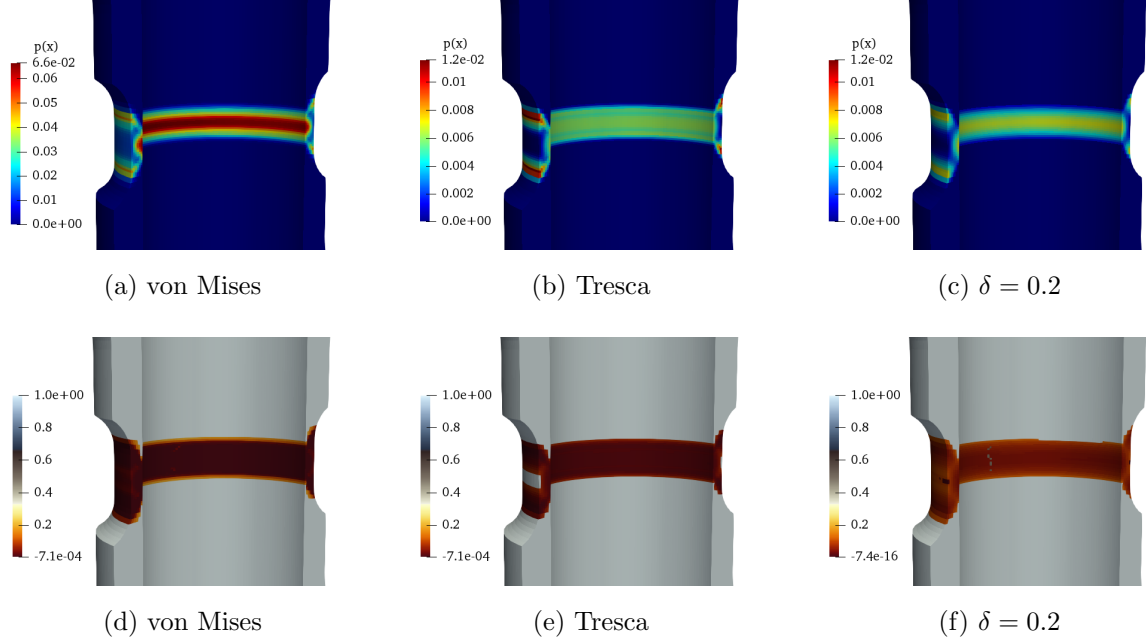 p(x)
6.6e-02
0.06
0.05
0.04
0.03
0.02
0.01
0.0e+00
(a) von Mises
p(x)
1.2e-02
0.01
0.008
0.006
0.004
0.002
0.0e+00
(b) Tresca
p(x)
1.2e-02
0.01
0.008
0.006
0.004
0.002
0.0e+00
(c) δ = 0.2
1.0e+00
0.8
0.6
0.4
0.2
-7.1e-04
(d) von Mises
1.0e+00
0.8
0.6
0.4
0.2
-7.1e-04
(e) Tresca
1.0e+00
0.8
0.6
0.4
0.2
-7.4e-16
(f) δ = 0.2